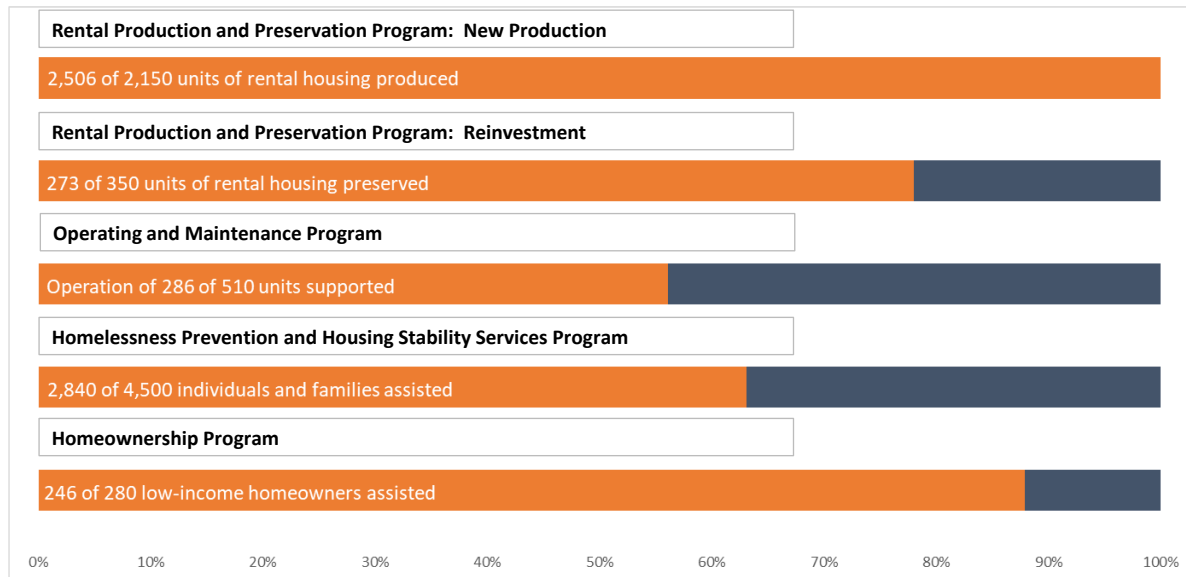 Rental Production and Preservation Program: New Production
2,506 of 2,150 units of rental housing produced
Rental Production and Preservation Program: Reinvestment
273 of 350 units of rental housing preserved
Operating and Maintenance Program
Operation of 286 of 510 units supported
Homelessness Prevention and Housing Stability Services Program
2,840 of 4,500 individuals and families assisted
Homeownership Program
246 of 280 low-income homeowners assisted
0% 10% 20% 30% 40% 50% 60% 70% 80% 90% 100%